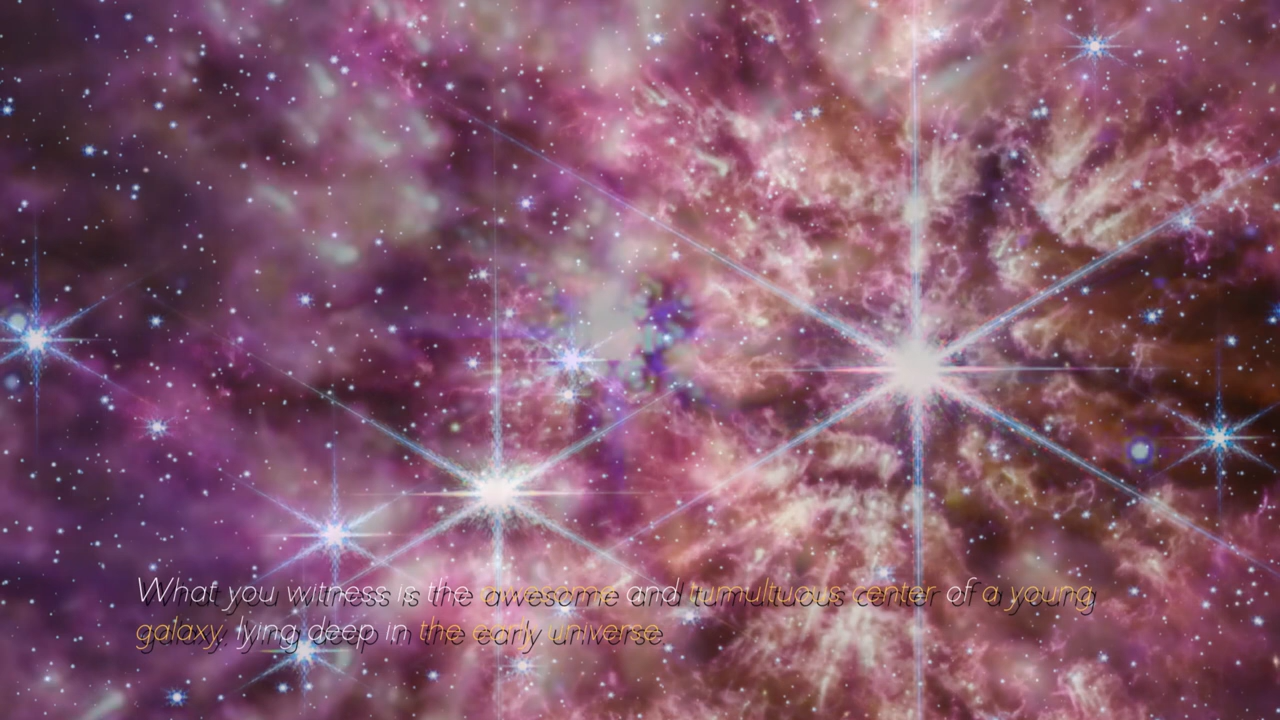 What you witness is the awesome and tumultuous center of a young
galaxy, lying deep in the early universe.